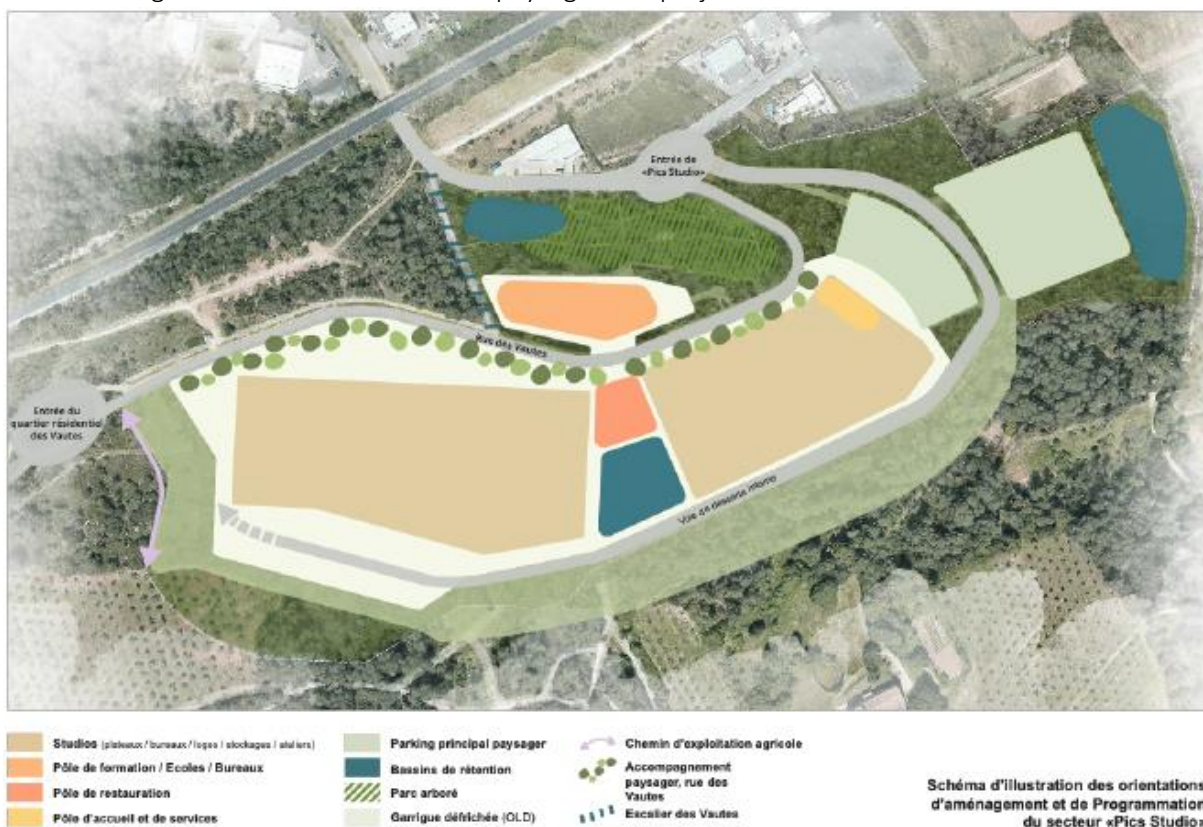 Entrée de
«Pics Studio»
Rue des Vautes
Entrée du
quartier résidentiel
des Vautes
Voie de desserte interne
Studios (plateaux / bureaux / loges / stockages / ateliers)
Pôle de formation / Ecoles / Bureaux
Pôle de restauration
Pôle d'accueil et de services
Parking principal paysager
Bassins de rétention
Parc arboré
Garrigue défrichée (OLD)
Chemin d'exploitation agricole
Accompagnement
paysager, rue des
Vautes
Escalier des Vautes
Schéma d'illustration des orientations
d'aménagement et de Programmation
du secteur «Pics Studio»